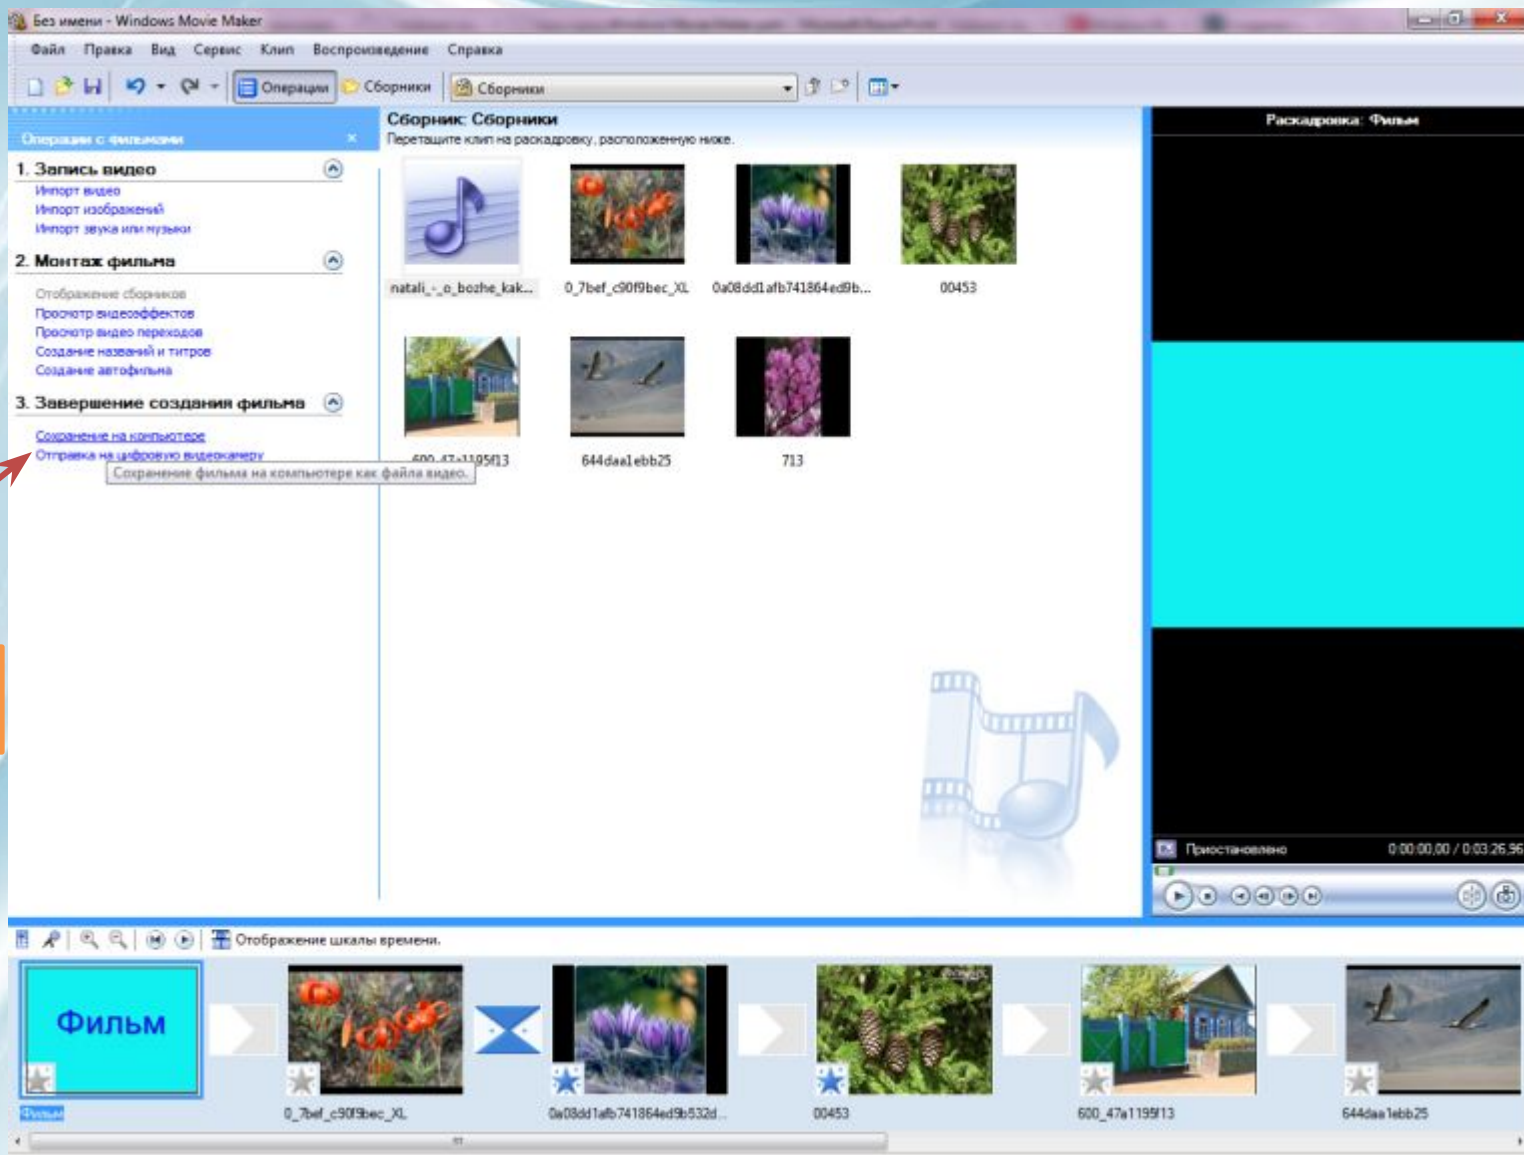 Без имени - Windows Movie Maker
Файл Правка Вид Сервис Клип Воспроизведение Справка
Операции Сборники Сборники
Операции с фильмами
1. Запись видео
Импорт видео
Импорт изображений
Импорт звука или музыки
2. Монтаж фильма
Отображение сборников
Просмотр видеоэффектов
Просмотр видео переходов
Создание названий и титров
Создание автофильма
3. Завершение создания фильма
Сохранение на компьютере
Отправка на цифровую видеокамеру
Сохранение фильма на компьютере как файла видео.
Сборник: Сборники
Перетащите клип на раскадровку, расположенную ниже.
natali_-_o_bozhe_kak... 0_7bef_c90f9bec_XL 0a08dd1afb741864ed9b... 00453
600_47a1195f13 644daa1ebb25 713
Раскадровка: Фильм
Приостановлено 0:00:00,00 / 0:03:26,96
Отображение шкалы времени.
Фильм
Фильм 0_7bef_c90f9bec_XL 0a08dd1afb741864ed9b532d... 00453 600_47a1195f13 644daa1ebb25